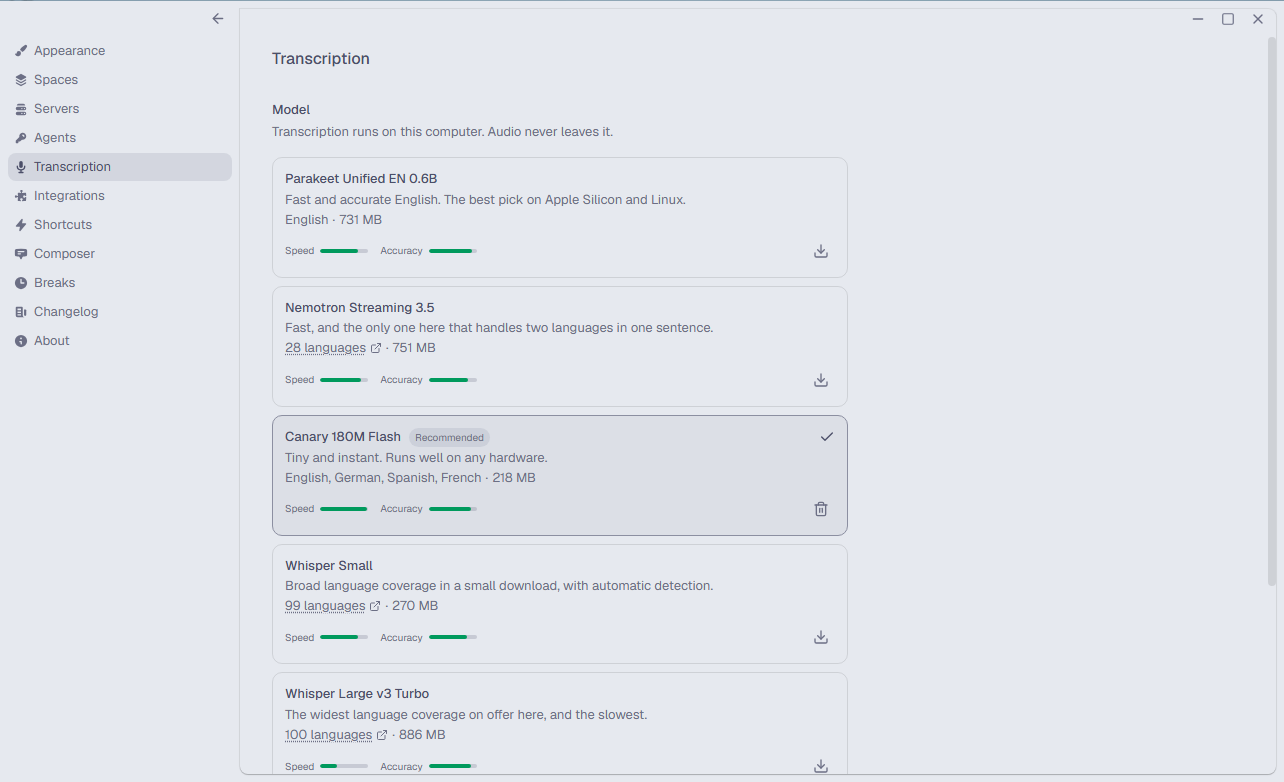 Appearance
Spaces
Servers
Agents
Transcription
Integrations
Shortcuts
Composer
Breaks
Changelog
About
Transcription
Model
Transcription runs on this computer. Audio never leaves it.
Parakeet Unified EN 0.6B
Fast and accurate English. The best pick on Apple Silicon and Linux.
English · 731 MB
Speed Accuracy
Nemotron Streaming 3.5
Fast, and the only one here that handles two languages in one sentence.
28 languages · 751 MB
Speed Accuracy
Canary 180M Flash Recommended
Tiny and instant. Runs well on any hardware.
English, German, Spanish, French · 218 MB
Speed Accuracy
Whisper Small
Broad language coverage in a small download, with automatic detection.
99 languages · 270 MB
Speed Accuracy
Whisper Large v3 Turbo
The widest language coverage on offer here, and the slowest.
100 languages · 886 MB
Speed Accuracy